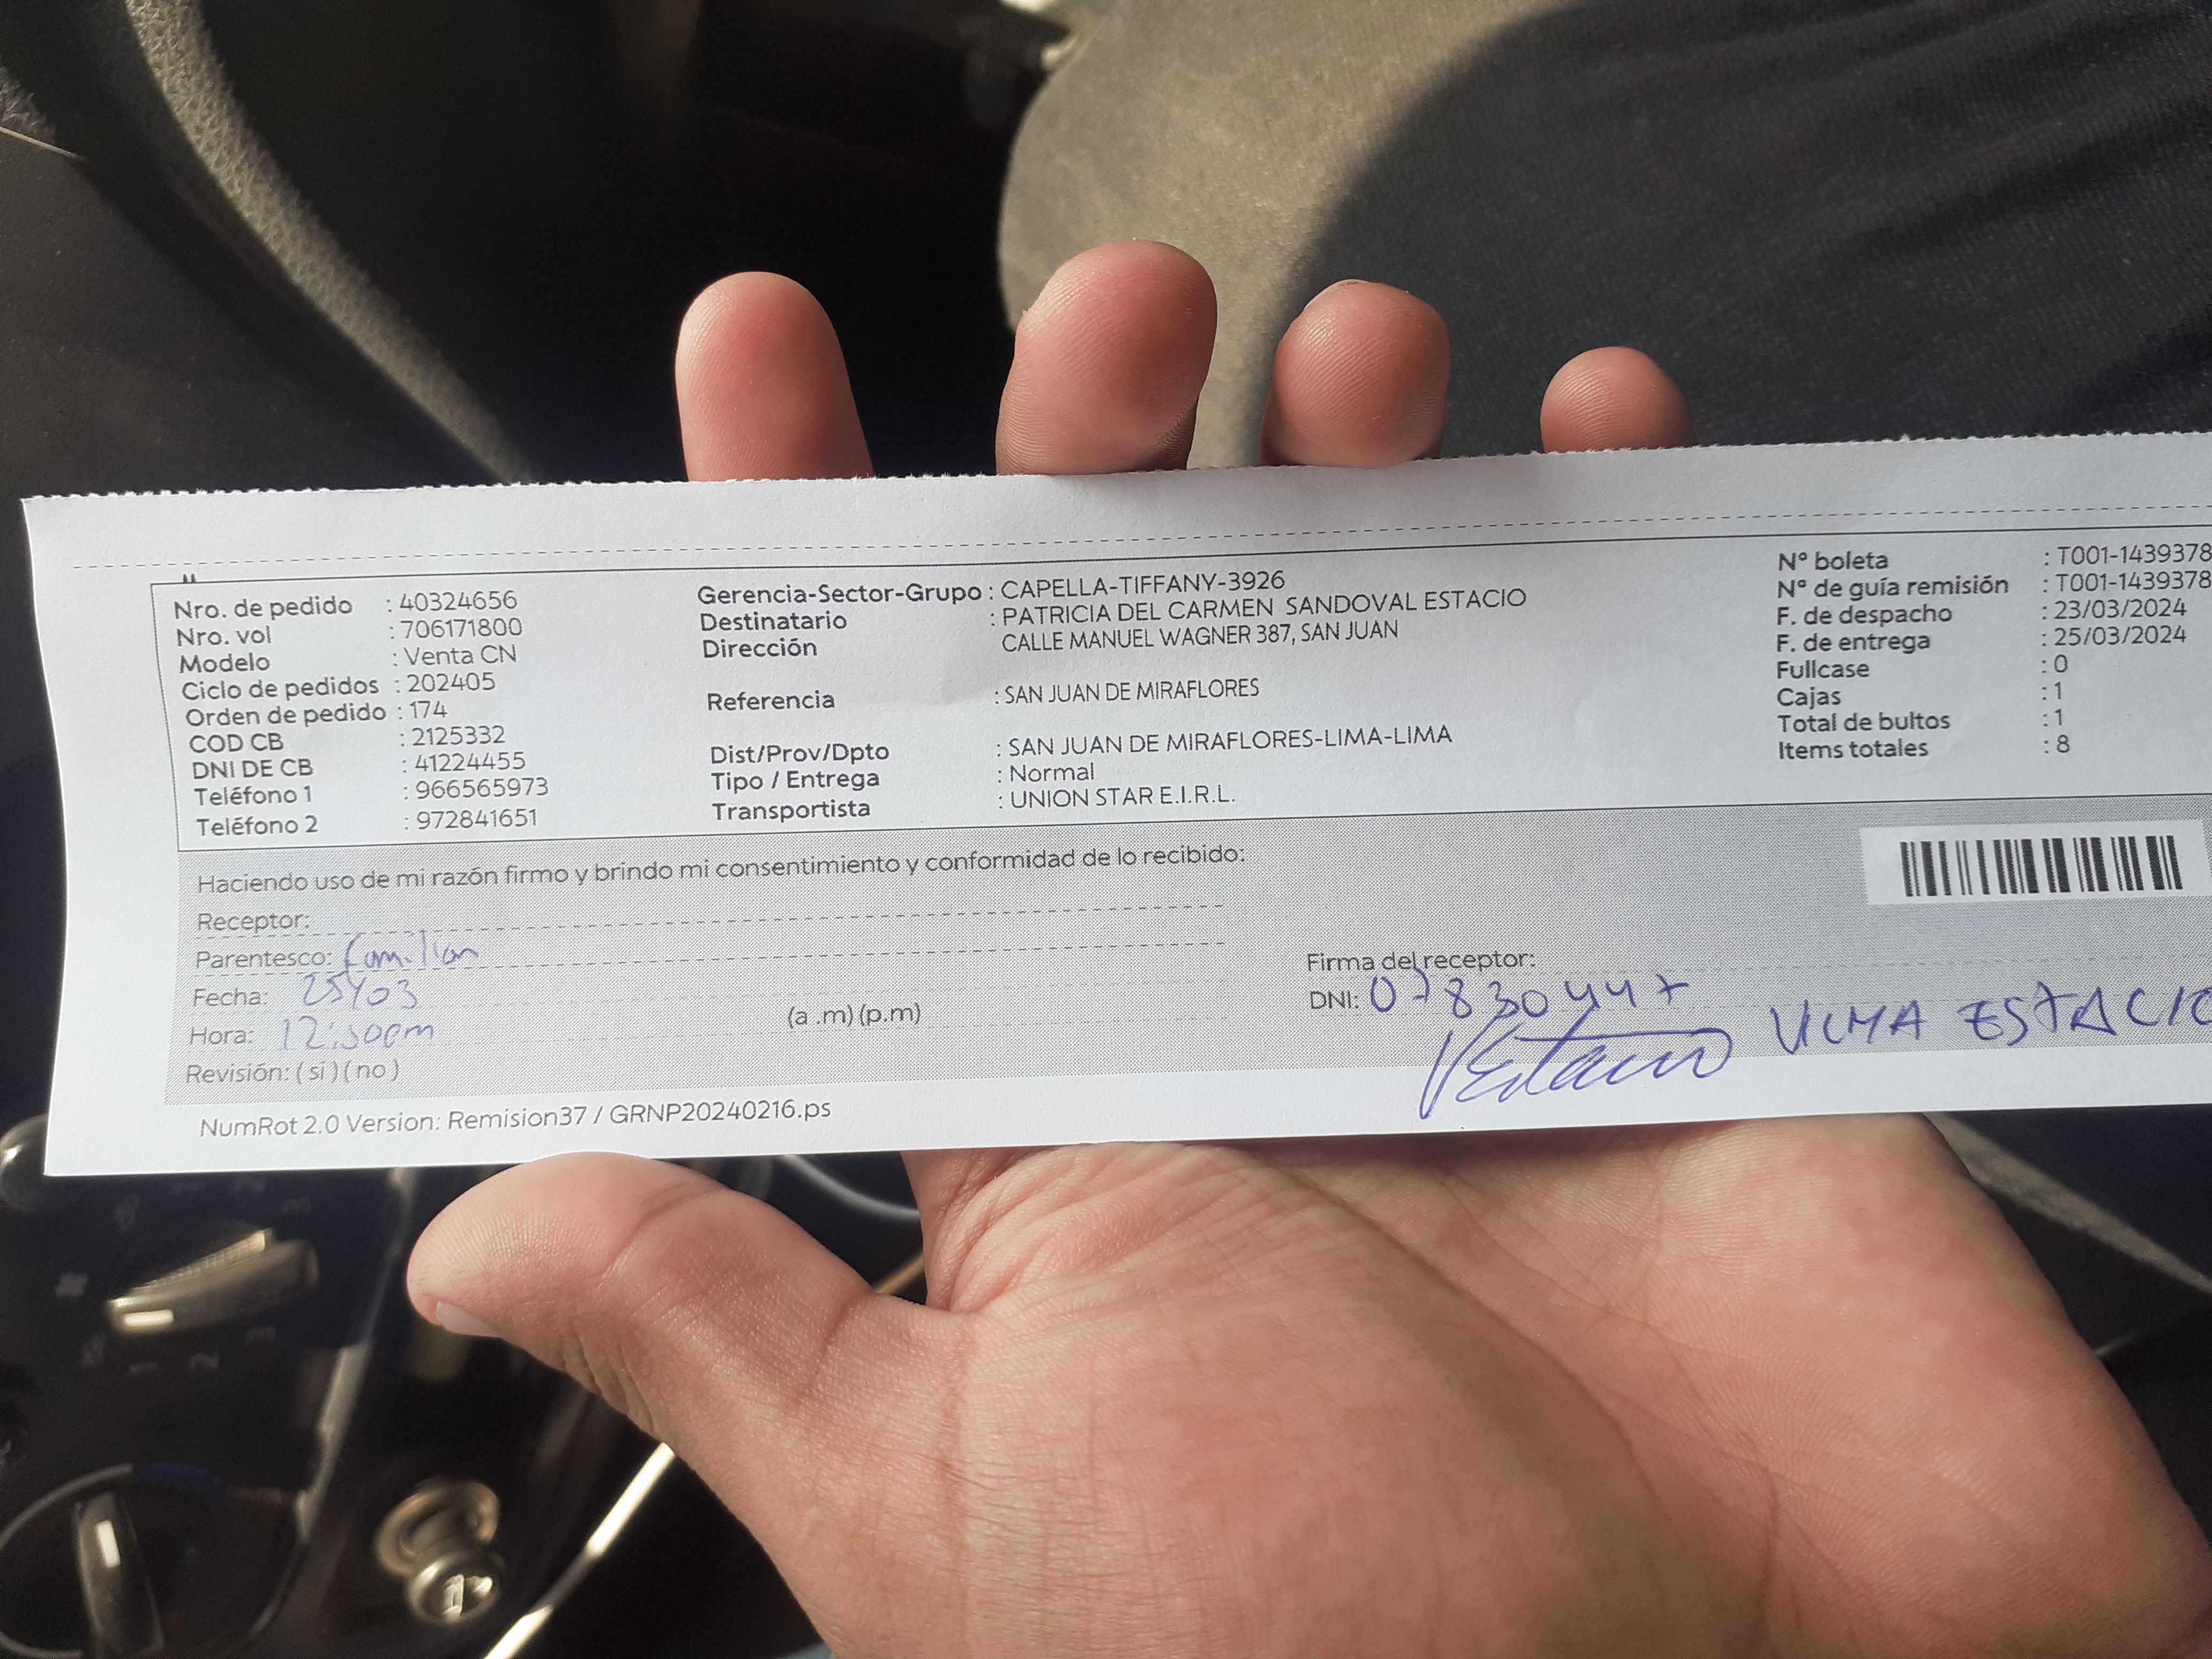 Nro. de pedido : 40324656
Nro. vol : 706171800
Modelo : Venta CN
Ciclo de pedidos : 202405
Orden de pedido : 174
COD CB : 2125332
DNI DE CB : 41224455
Teléfono 1 : 966565973
Teléfono 2 : 972841651
Gerencia-Sector-Grupo : CAPELLA-TIFFANY-3926
Destinatario : PATRICIA DEL CARMEN SANDOVAL ESTACIO
Dirección CALLE MANUEL WAGNER 387, SAN JUAN
Referencia : SAN JUAN DE MIRAFLORES
Dist/Prov/Dpto : SAN JUAN DE MIRAFLORES-LIMA-LIMA
Tipo / Entrega : Normal
Transportista : UNION STAR E.I.R.L.
Nº boleta : T001-1439378
Nº de guía remisión : T001-1439378
F. de despacho : 23/03/2024
F. de entrega : 25/03/2024
Fullcase : 0
Cajas : 1
Total de bultos : 1
Items totales : 8
Haciendo uso de mi razón firmo y brindo mi consentimiento y conformidad de lo recibido:
Receptor:
Parentesco: familiar
Fecha: 25/03
Hora: 12:30pm (a .m) (p.m)
Revisión: ( si ) ( no )
Firma del receptor:
DNI: 07830447
VILMA ESTACIO
NumRot 2.0 Version: Remision37 / GRNP20240216.ps